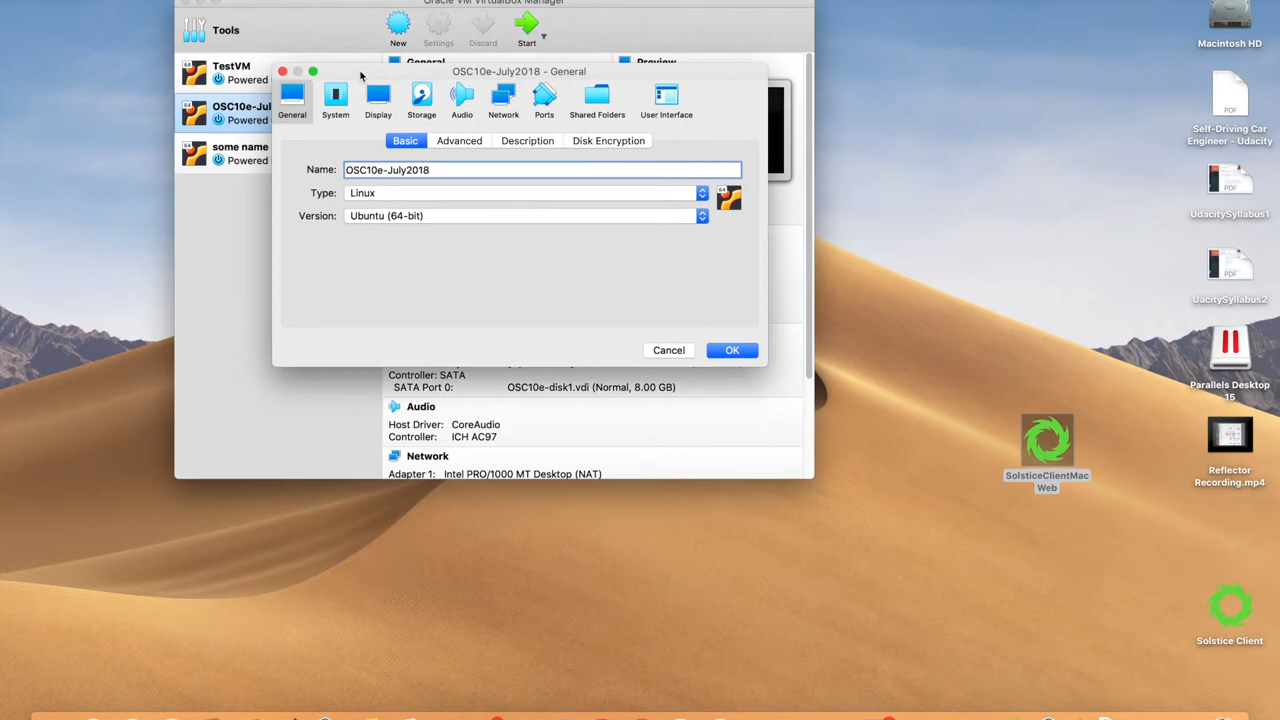 Oracle VM VirtualBox Manager
Tools
New
Settings
Discard
Start
TestVM
Powered
OSC10e-Jul
Powered
some name
Powered
General
Preview
OSC10e-July2018 - General
General
System
Display
Storage
Audio
Network
Ports
Shared Folders
User Interface
Basic
Advanced
Description
Disk Encryption
Name: OSC10e-July2018
Type: Linux
Version: Ubuntu (64-bit)
Cancel
OK
Controller: SATA
SATA Port 0: OSC10e-disk1.vdi (Normal, 8.00 GB)
Audio
Host Driver: CoreAudio
Controller: ICH AC97
Network
Adapter 1: Intel PRO/1000 MT Desktop (NAT)
Macintosh HD
PDF
Self-Driving Car
Engineer - Udacity
PDF
UdacitySyllabus1
PDF
UacitySyllabus2
Parallels Desktop
15
SolsticeClientMac
Web
Reflector
Recording.mp4
Solstice Client